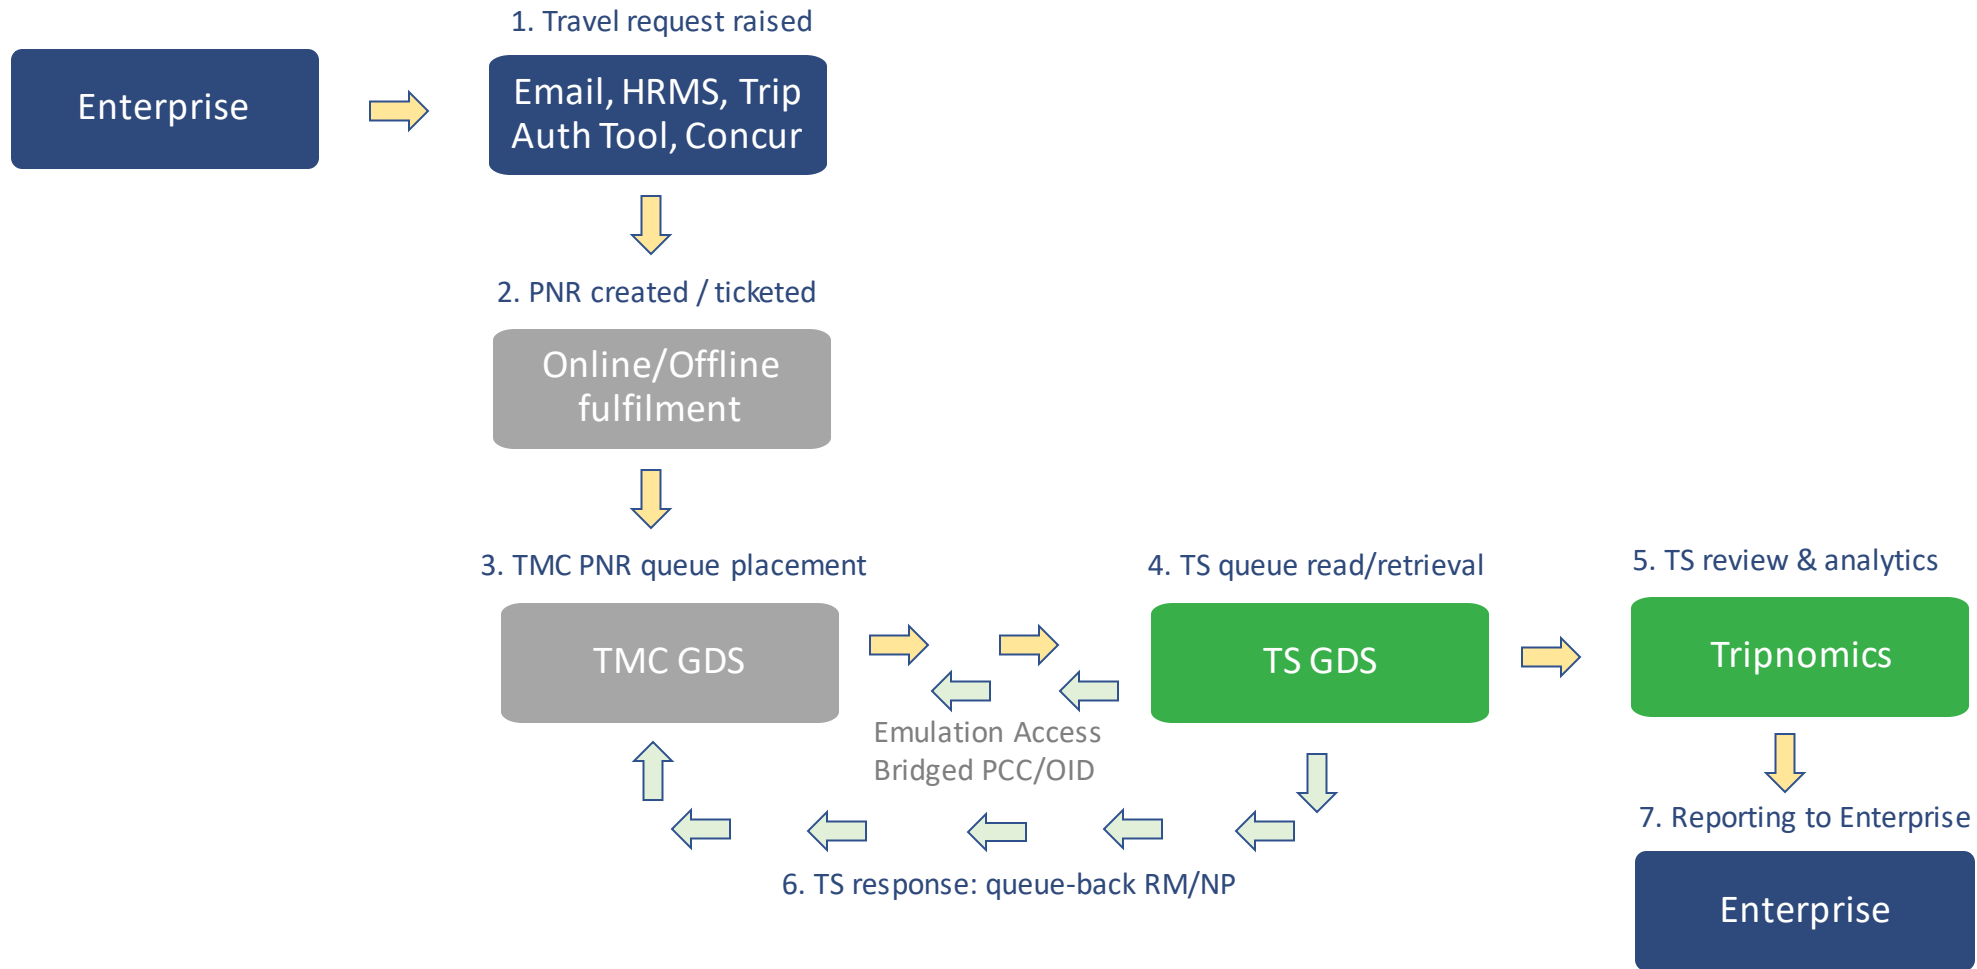 1. Travel request raised
Enterprise
Email, HRMS, Trip
Auth Tool, Concur
2. PNR created / ticketed
Online/Offline
fulfilment
3. TMC PNR queue placement
TMC GDS
4. TS queue read/retrieval
TS GDS
5. TS review & analytics
Tripnomics
Emulation Access
Bridged PCC/OID
6. TS response: queue-back RM/NP
7. Reporting to Enterprise
Enterprise